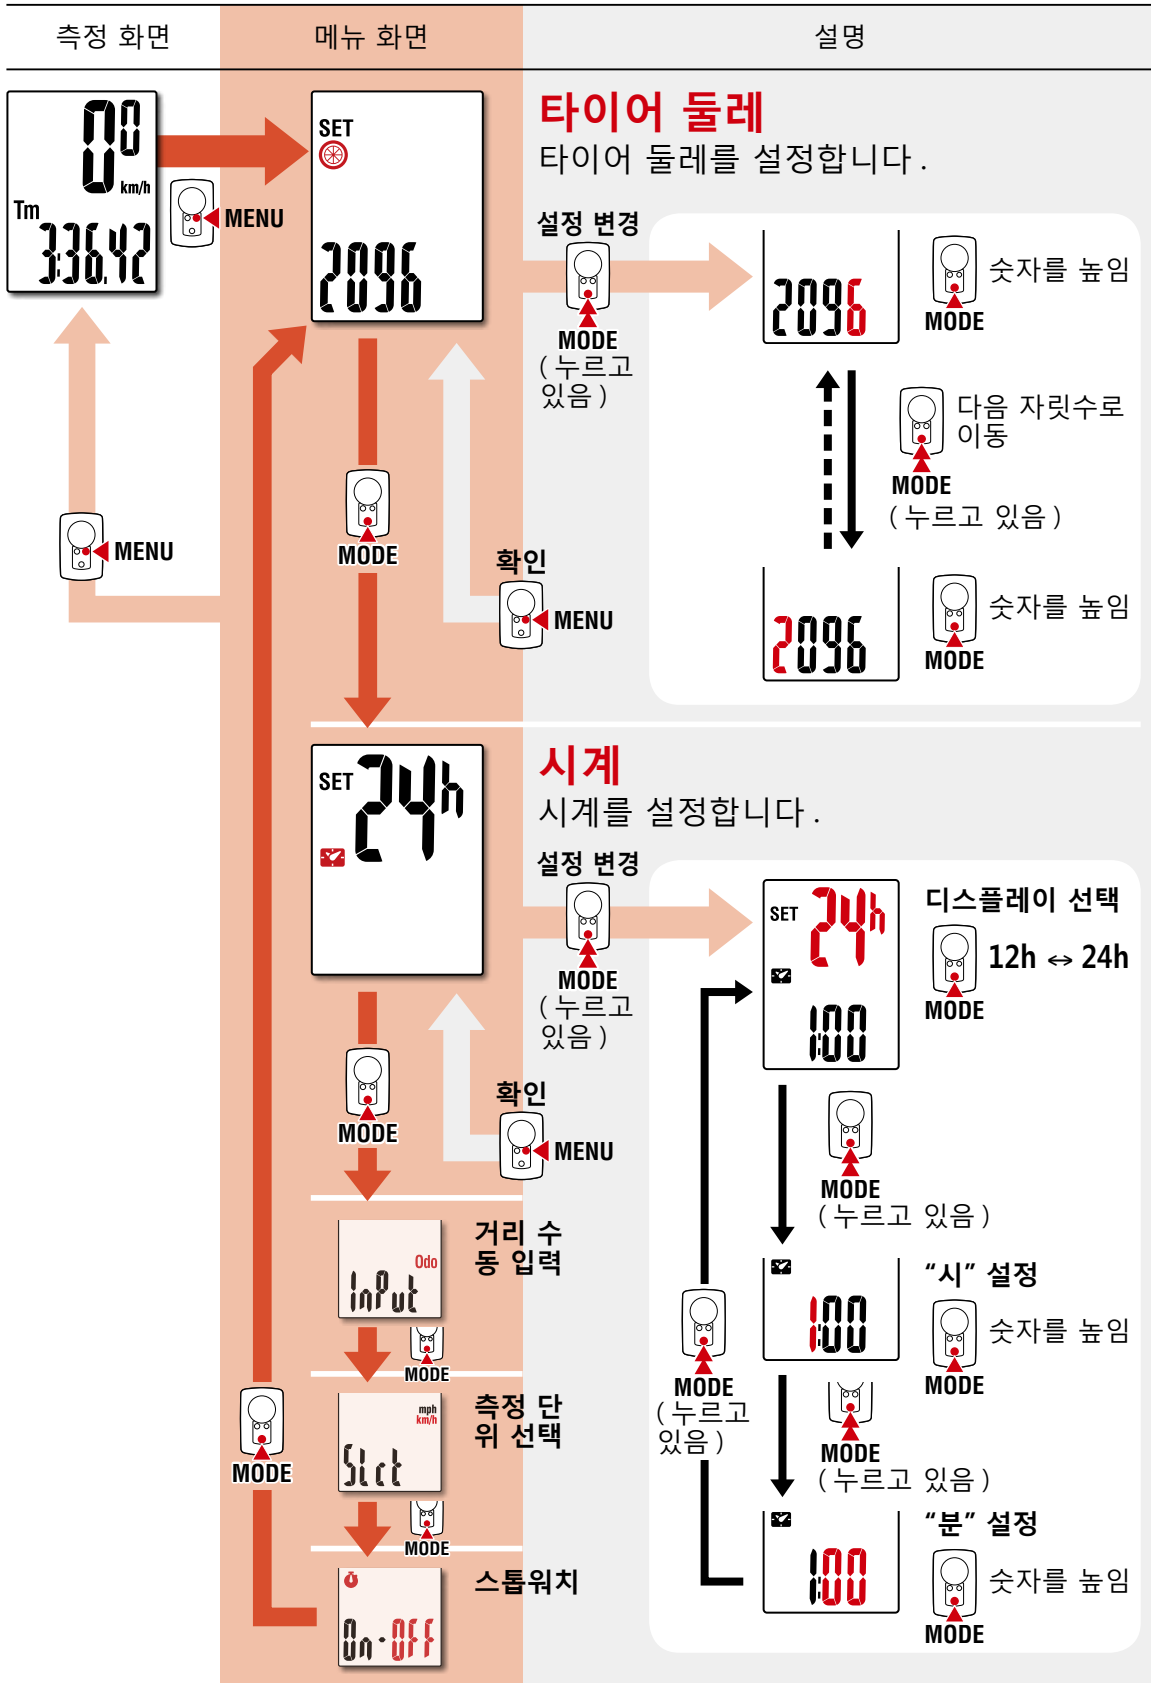 측정 화면
메뉴 화면
설명
0 0
km/h
Tm
3:36.42
MENU
SET
2096
타이어 둘레
타이어 둘레를 설정합니다.
설정 변경
MODE
(누르고
있음)
2096
숫자를 높임
MODE
다음 자릿수로
이동
MODE
(누르고 있음)
2096
숫자를 높임
MODE
MODE
확인
MENU
MENU
SET
24h
시계
시계를 설정합니다.
설정 변경
MODE
(누르고
있음)
SET
24h
1:00
디스플레이 선택
12h ↔ 24h
MODE
MODE
확인
MENU
MODE
(누르고 있음)
1:00
“시” 설정
숫자를 높임
MODE
MODE
(누르고
있음)
MODE
(누르고 있음)
1:00
“분” 설정
숫자를 높임
MODE
Odo
InPut
거리 수
동 입력
MODE
mph
km/h
Slct
측정 단
위 선택
MODE
MODE
On-OFF
스톱워치